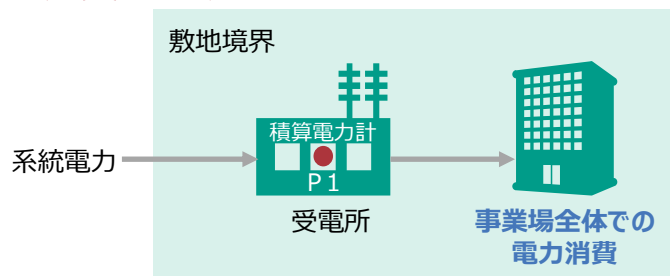 敷地境界
積算電力計
P1
系統電力
受電所
事業場全体での
電力消費